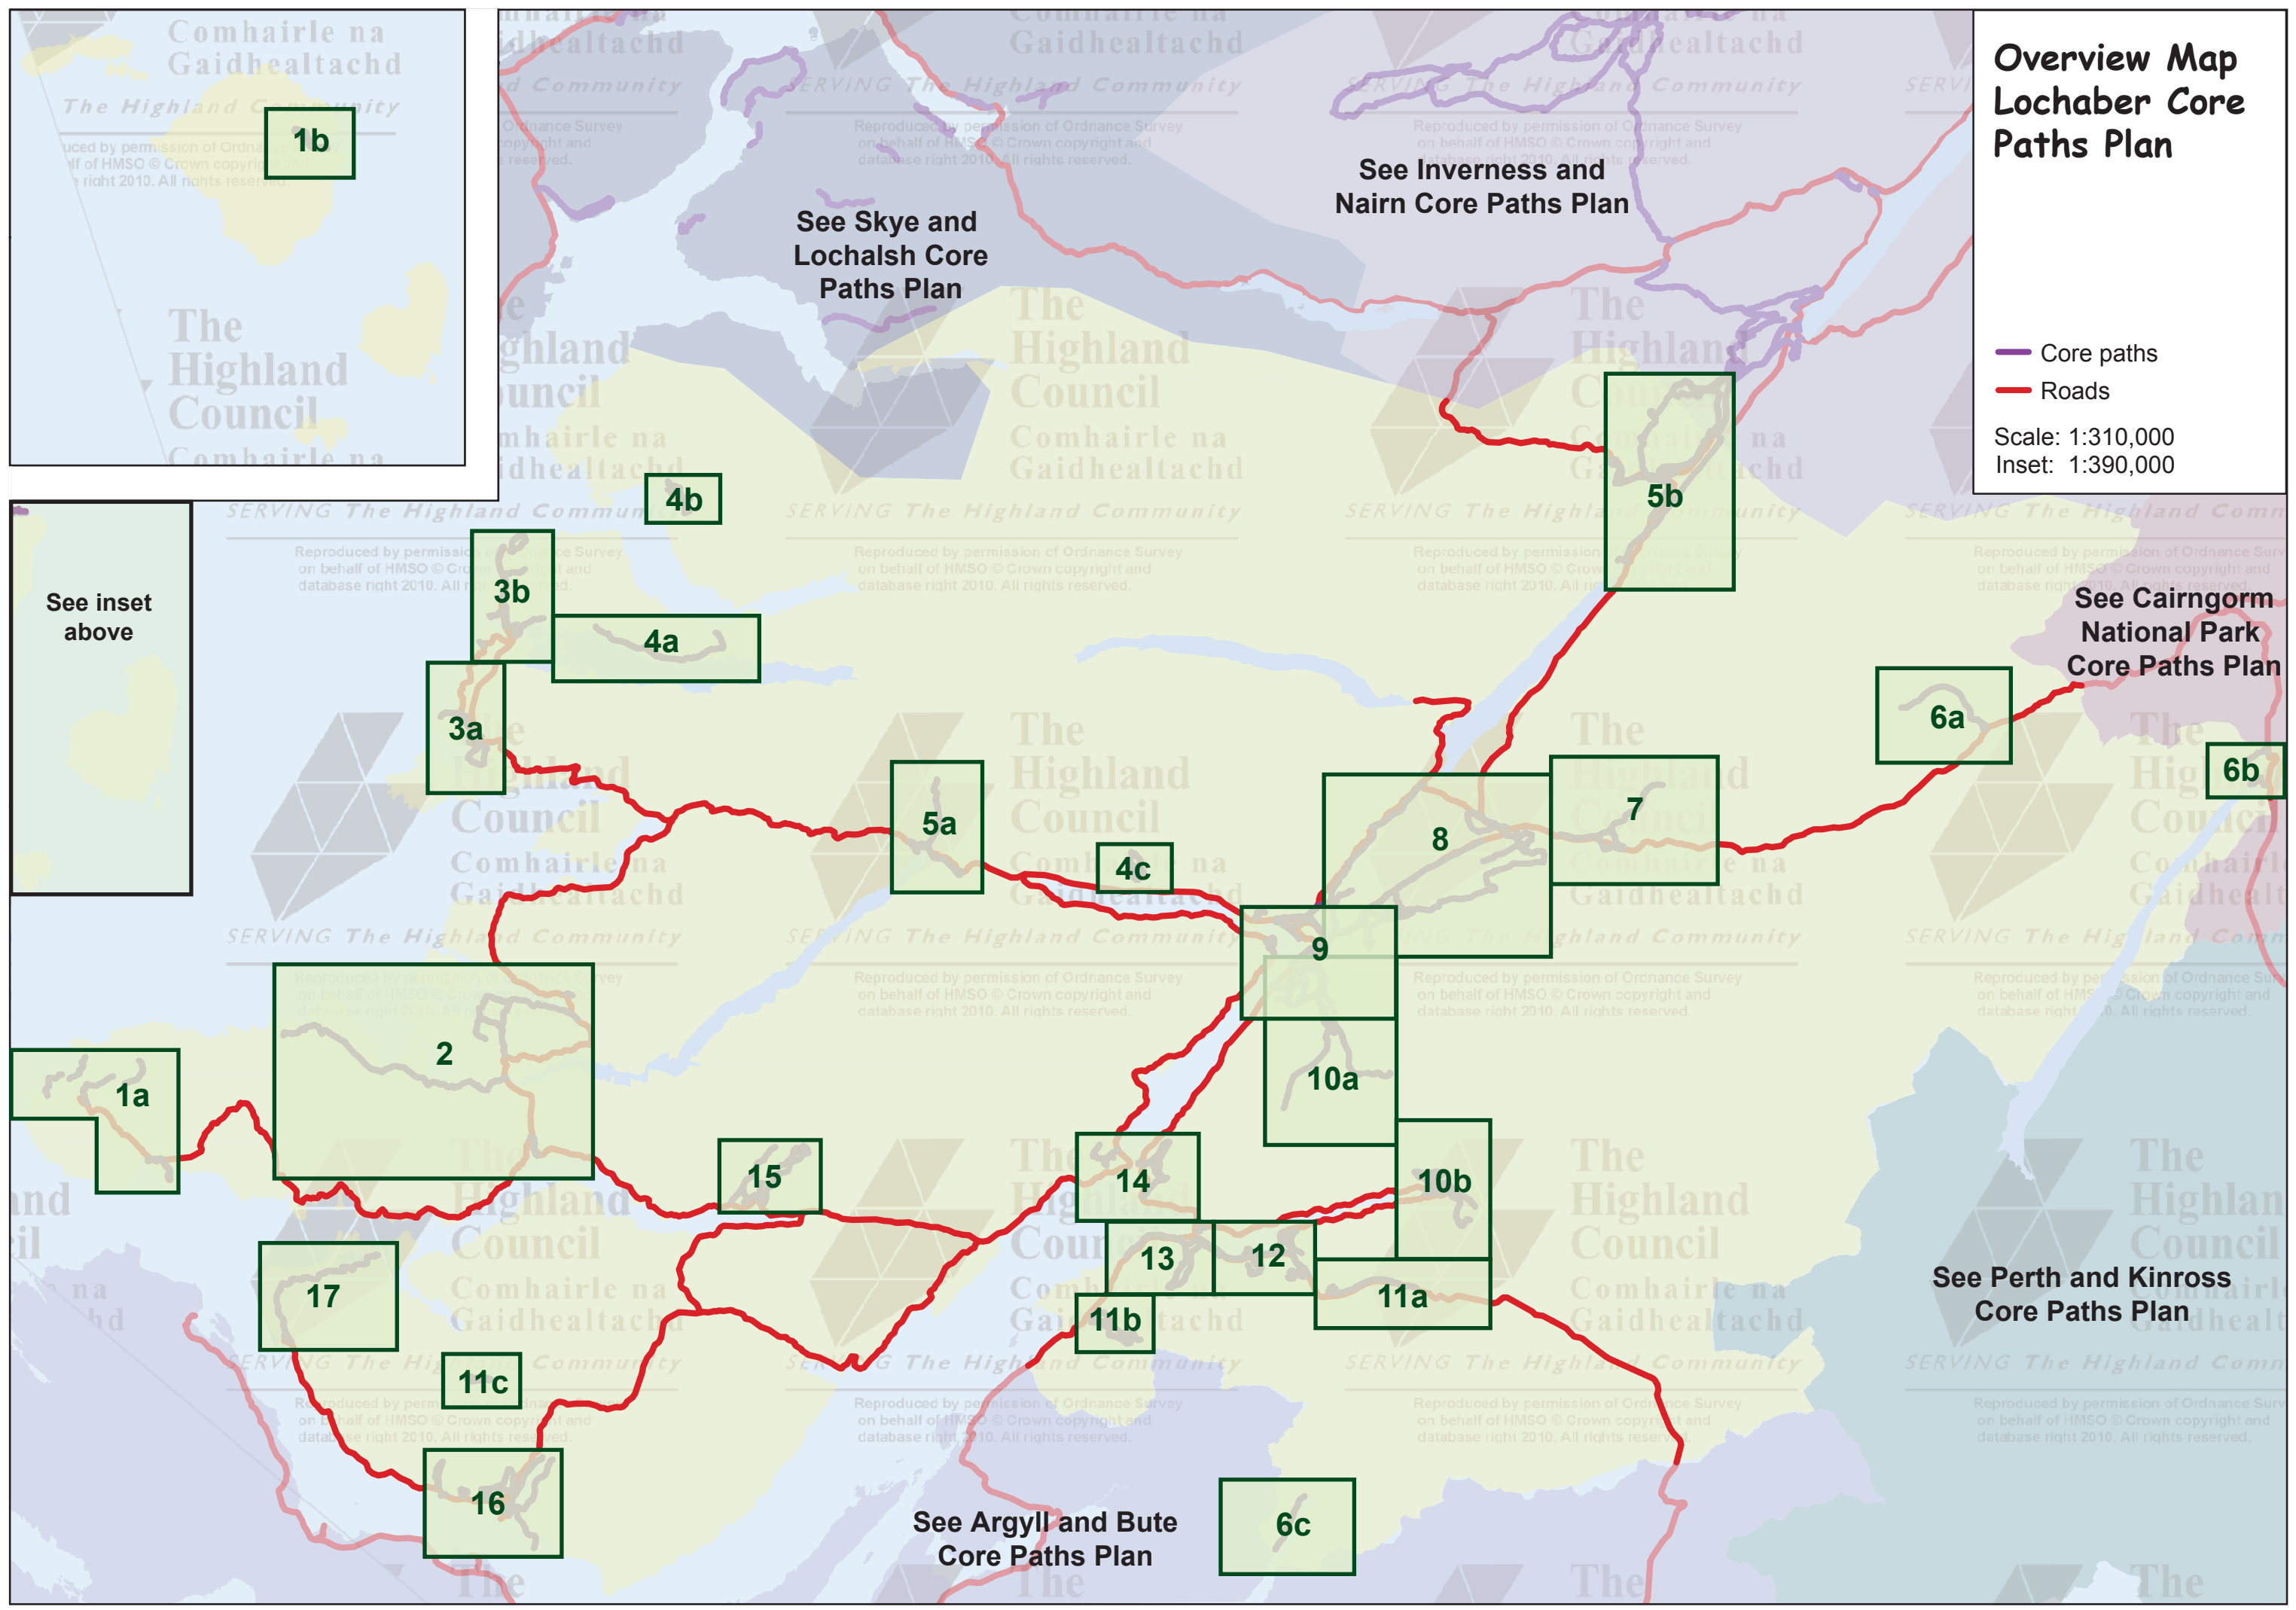 Overview Map
Lochaber Core
Paths Plan
Core paths
Roads
Scale: 1:310,000
Inset: 1:390,000
1b
See Skye and
Lochalsh Core
Paths Plan
See Inverness and
Nairn Core Paths Plan
See inset
above
4b
5b
3b
4a
3a
See Cairngorm
National Park
Core Paths Plan
6a
6b
5a
4c
8
7
9
2
1a
10a
15
14
10b
13
12
11a
11b
17
11c
16
6c
See Perth and Kinross
Core Paths Plan
See Argyll and Bute
Core Paths Plan
The
Highland
Council
Comhairle na
Gaidhealtachd
SERVING The Highland Community
Reproduced by permission of Ordnance Survey
on behalf of HMSO © Crown copyright and
database right 2010. All rights reserved.